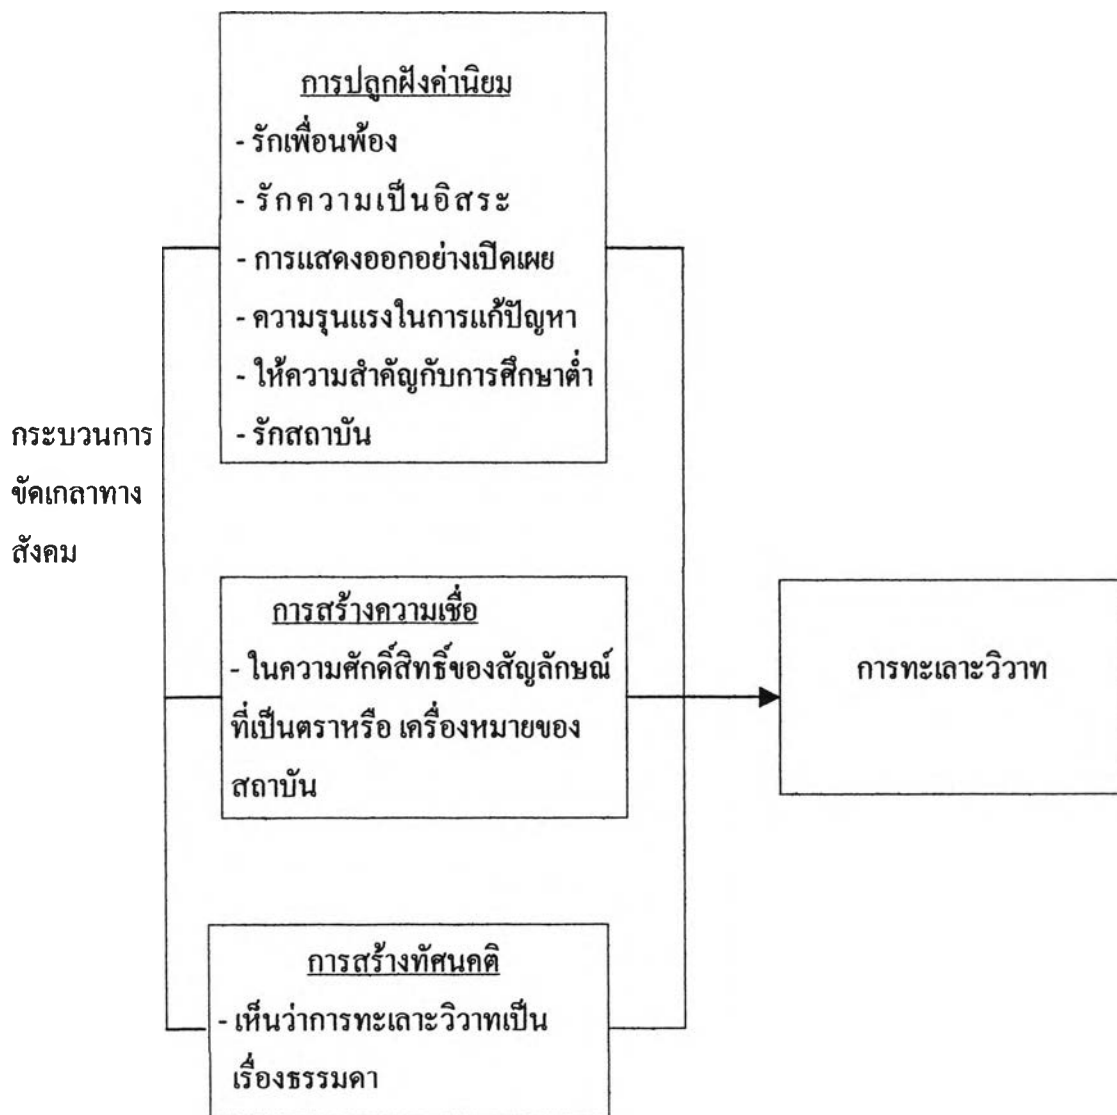 การปลูกฝังค่านิยม
- รักเพื่อนพ้อง
- รักความเป็นอิสระ
- การแสดงออกอย่างเปิดเผย
- ความรุนแรงในการแก้ปัญหา
- ให้ความสำคัญกับการศึกษาต่ำ
- รักสถาบัน
กระบวนการ
ขัดเกลาทาง
สังคม
การสร้างความเชื่อ
- ในความศักดิ์สิทธิ์ของสัญลักษณ์
ที่เป็นตราหรือ เครื่องหมายของ
สถาบัน
การทะเลาะวิวาท
การสร้างทัศนคติ
- เห็นว่าการทะเลาะวิวาทเป็น
เรื่องธรรมดา